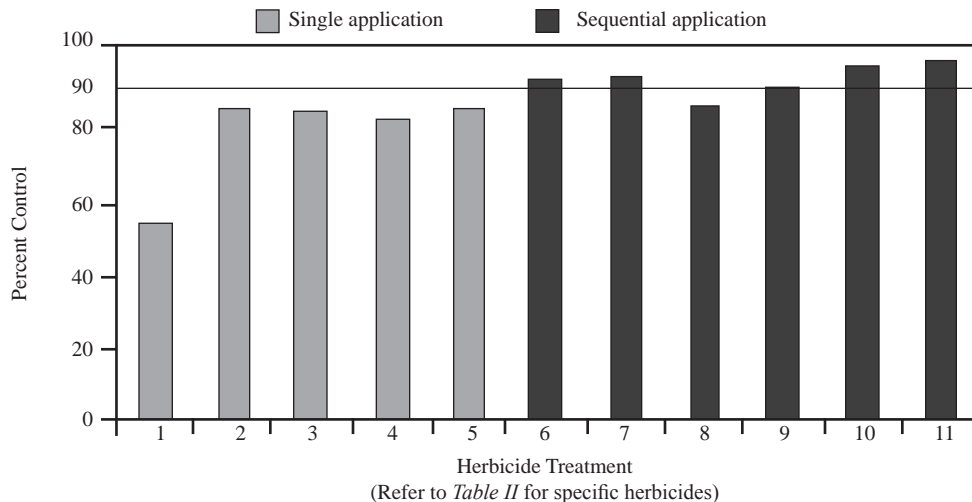 Single application Sequential application
100
90
80
60
40
20
0
Percent Control
1 2 3 4 5 6 7 8 9 10 11
Herbicide Treatment
(Refer to Table II for specific herbicides)